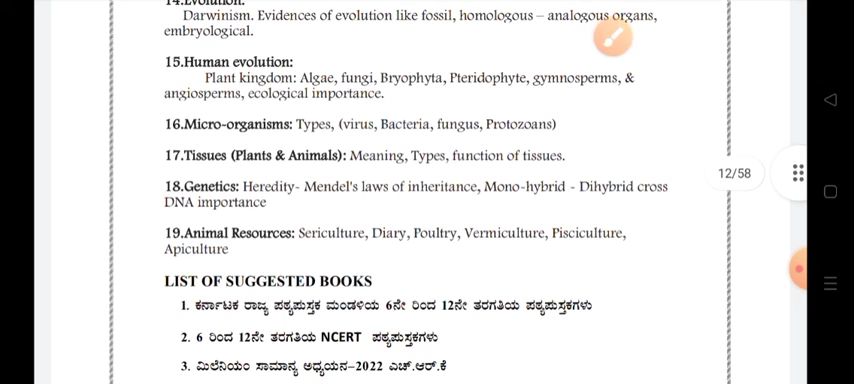 14.Evolution:
Darwinism. Evidences of evolution like fossil, homologous – analogous organs,
embryological.
15.Human evolution:
Plant kingdom: Algae, fungi, Bryophyta, Pteridophyte, gymnosperms, &
angiosperms, ecological importance.
16.Micro-organisms: Types, (virus, Bacteria, fungus, Protozoans)
17.Tissues (Plants & Animals): Meaning, Types, function of tissues.
12/58
18.Genetics: Heredity- Mendel's laws of inheritance, Mono-hybrid - Dihybrid cross
DNA importance
19.Animal Resources: Sericulture, Diary, Poultry, Vermiculture, Pisciculture,
Apiculture
LIST OF SUGGESTED BOOKS
1. ಕರ್ನಾಟಕ ರಾಜ್ಯ ಪಠ್ಯಪುಸ್ತಕ ಮಂಡಳಿಯ 6ನೇ ರಿಂದ 12ನೇ ತರಗತಿಯ ಪಠ್ಯಪುಸ್ತಕಗಳು
2. 6 ರಿಂದ 12ನೇ ತರಗತಿಯ NCERT ಪಠ್ಯಪುಸ್ತಕಗಳು
3. ಮಿಲೆನಿಯಂ ಸಾಮಾನ್ಯ ಅಧ್ಯಯನ–2022 ಎಚ್.ಆರ್.ಕೆ